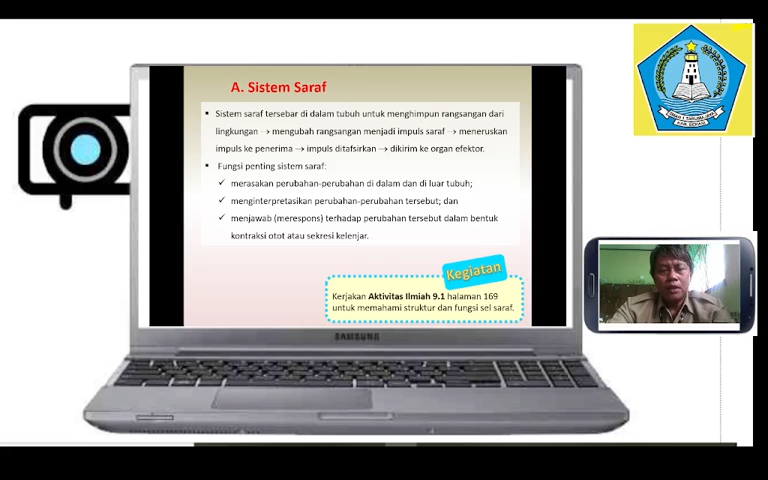 A. Sistem Saraf
▪ Sistem saraf tersebar di dalam tubuh untuk menghimpun rangsangan dari
lingkungan → mengubah rangsangan menjadi impuls saraf → meneruskan
impuls ke penerima → impuls ditafsirkan → dikirim ke organ efektor.
▪ Fungsi penting sistem saraf:
✓ merasakan perubahan-perubahan di dalam dan di luar tubuh;
✓ menginterpretasikan perubahan-perubahan tersebut; dan
✓ menjawab (merespons) terhadap perubahan tersebut dalam bentuk
kontraksi otot atau sekresi kelenjar.
Kegiatan
Kerjakan Aktivitas Ilmiah 9.1 halaman 169
untuk memahami struktur dan fungsi sel saraf.
SAMSUNG